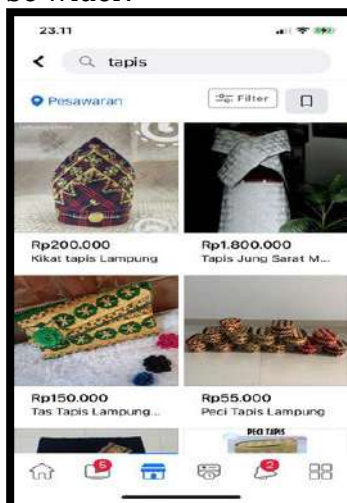 23.11
tapis
Pesawaran
Filter
Rp200.000
Kikat tapis Lampung
Rp1.800.000
Tapis Jung Sarat M...
Rp150.000
Tas Tapis Lampung...
Rp55.000
Peci Tapis Lampung
PECI TAPIS
2